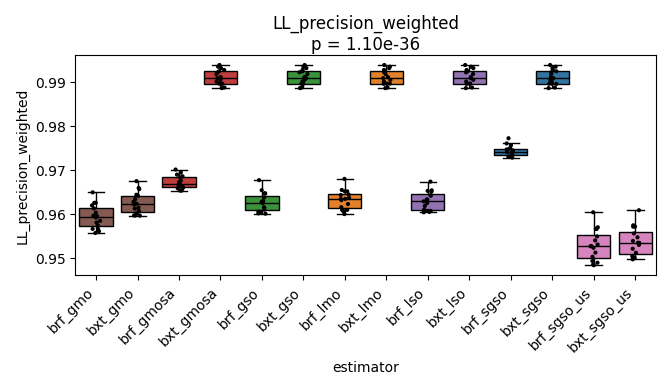 LL_precision_weighted
p = 1.10e-36
LL_precision_weighted
0.99
0.98
0.97
0.96
0.95
brf_gmo
bxt_gmo
brf_gmosa
bxt_gmosa
brf_gso
bxt_gso
brf_lmo
bxt_lmo
brf_lso
bxt_lso
brf_sgso
bxt_sgso
brf_sgso_us
bxt_sgso_us
estimator